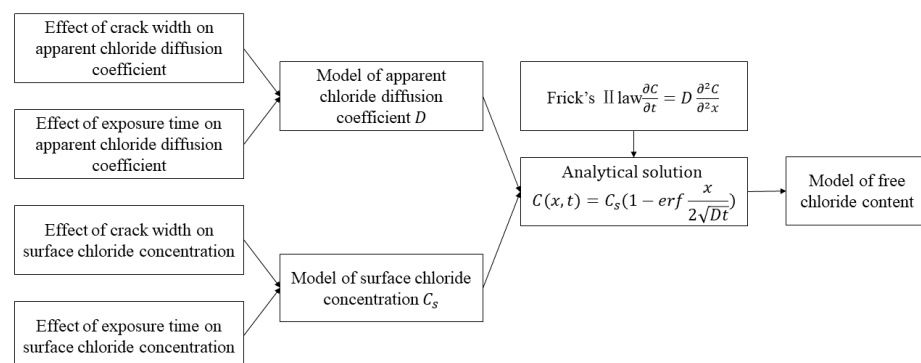 Effect of crack width on
apparent chloride diffusion
coefficient
Effect of exposure time on
apparent chloride diffusion
coefficient
Effect of crack width on
surface chloride concentration
Effect of exposure time on
surface chloride concentration
Model of apparent
chloride diffusion
coefficient D
Model of surface chloride
concentration Cₛ
Frick's Ⅱ law ∂C/∂t = D ∂²C/∂²x
Analytical solution
C(x, t) = Cₛ(1 − erf x/(2√Dt))
Model of free
chloride content